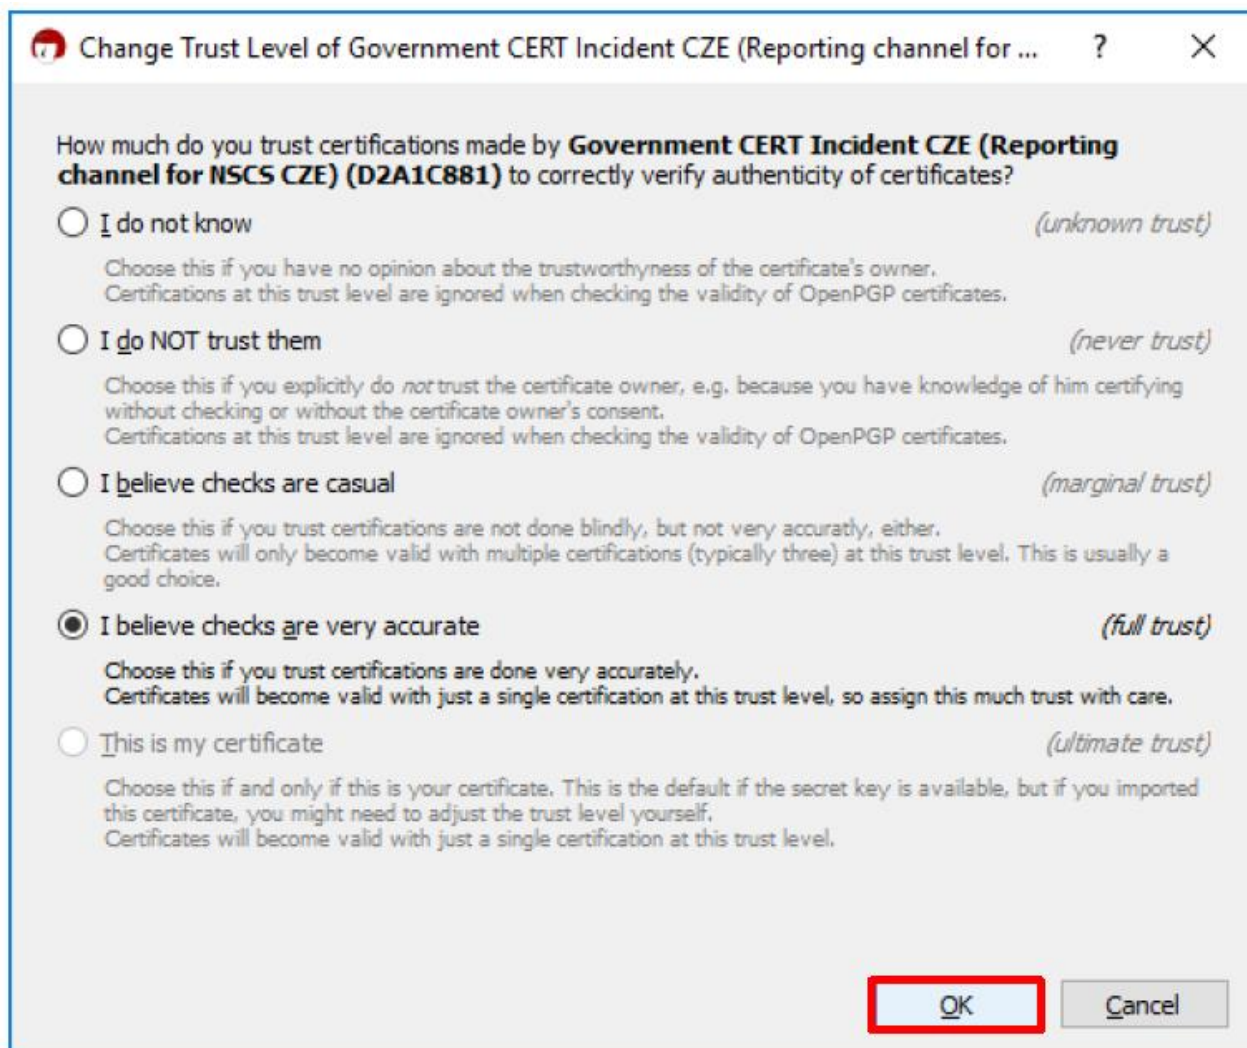 Change Trust Level of Government CERT Incident CZE (Reporting channel for ...
?
How much do you trust certifications made by Government CERT Incident CZE (Reporting
channel for NSCS CZE) (D2A1C881) to correctly verify authenticity of certificates?
I do not know (unknown trust)
Choose this if you have no opinion about the trustworthyness of the certificate's owner.
Certifications at this trust level are ignored when checking the validity of OpenPGP certificates.
I do NOT trust them (never trust)
Choose this if you explicitly do not trust the certificate owner, e.g. because you have knowledge of him certifying
without checking or without the certificate owner's consent.
Certifications at this trust level are ignored when checking the validity of OpenPGP certificates.
I believe checks are casual (marginal trust)
Choose this if you trust certifications are not done blindly, but not very accuratly, either.
Certificates will only become valid with multiple certifications (typically three) at this trust level. This is usually a
good choice.
I believe checks are very accurate (full trust)
Choose this if you trust certifications are done very accurately.
Certificates will become valid with just a single certification at this trust level, so assign this much trust with care.
This is my certificate (ultimate trust)
Choose this if and only if this is your certificate. This is the default if the secret key is available, but if you imported
this certificate, you might need to adjust the trust level yourself.
Certificates will become valid with just a single certification at this trust level.
OK Cancel